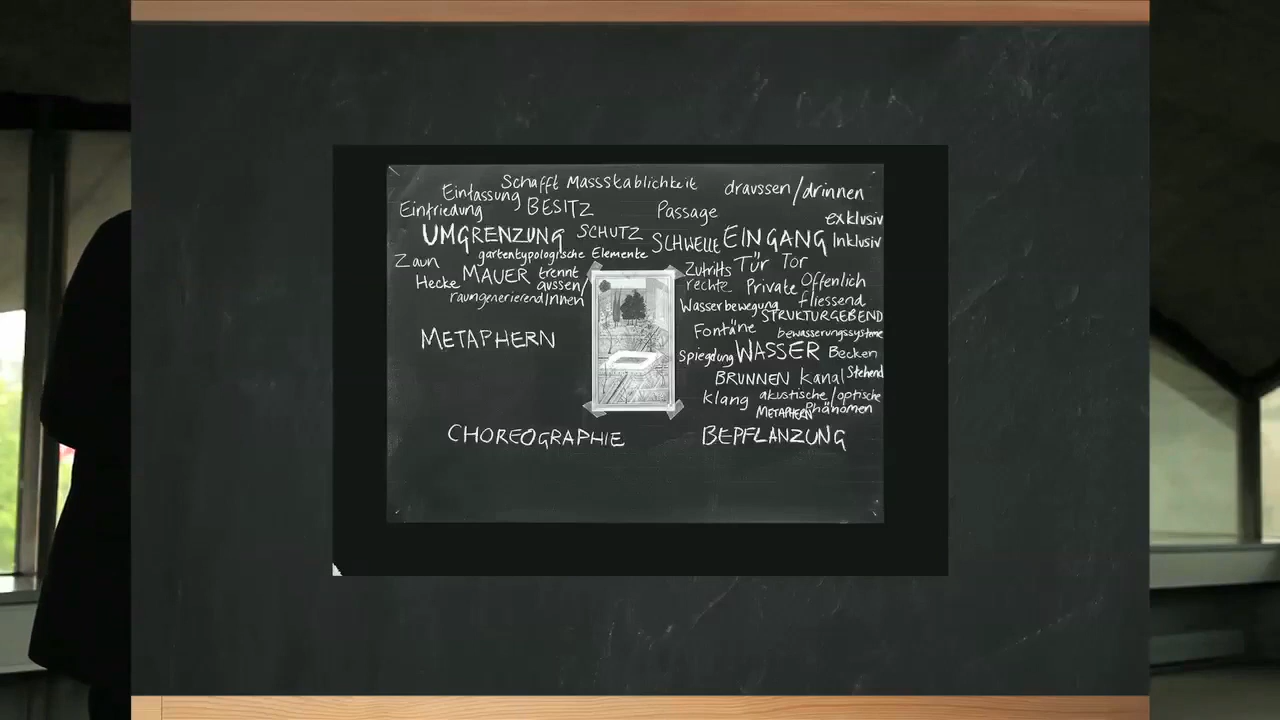 Schafft Massstablichkeit
Einfassung
draussen/drinnen
Einfriedung
BESITZ
Passage
exklusiv
UMGRENZUNG
SCHUTZ
SCHWELLE
EINGANG
Inklusiv
gartentypologische Elemente
Zaun
Hecke
MAUER
trennt
aussen/
raumgenerierend
Innen
Zutritts
rechte
Tür
Tor
Private
Öffenlich
Wasserbewegung
fliessend
STRUKTURGEBEND
Fontäne
bewasserungssysteme
METAPHERN
Spiegelung
WASSER
Becken
BRUNNEN
Kanal
Stehend
Klang
akustische/optische
Phänomen
METAPHERN
CHOREOGRAPHIE
BEPFLANZUNG